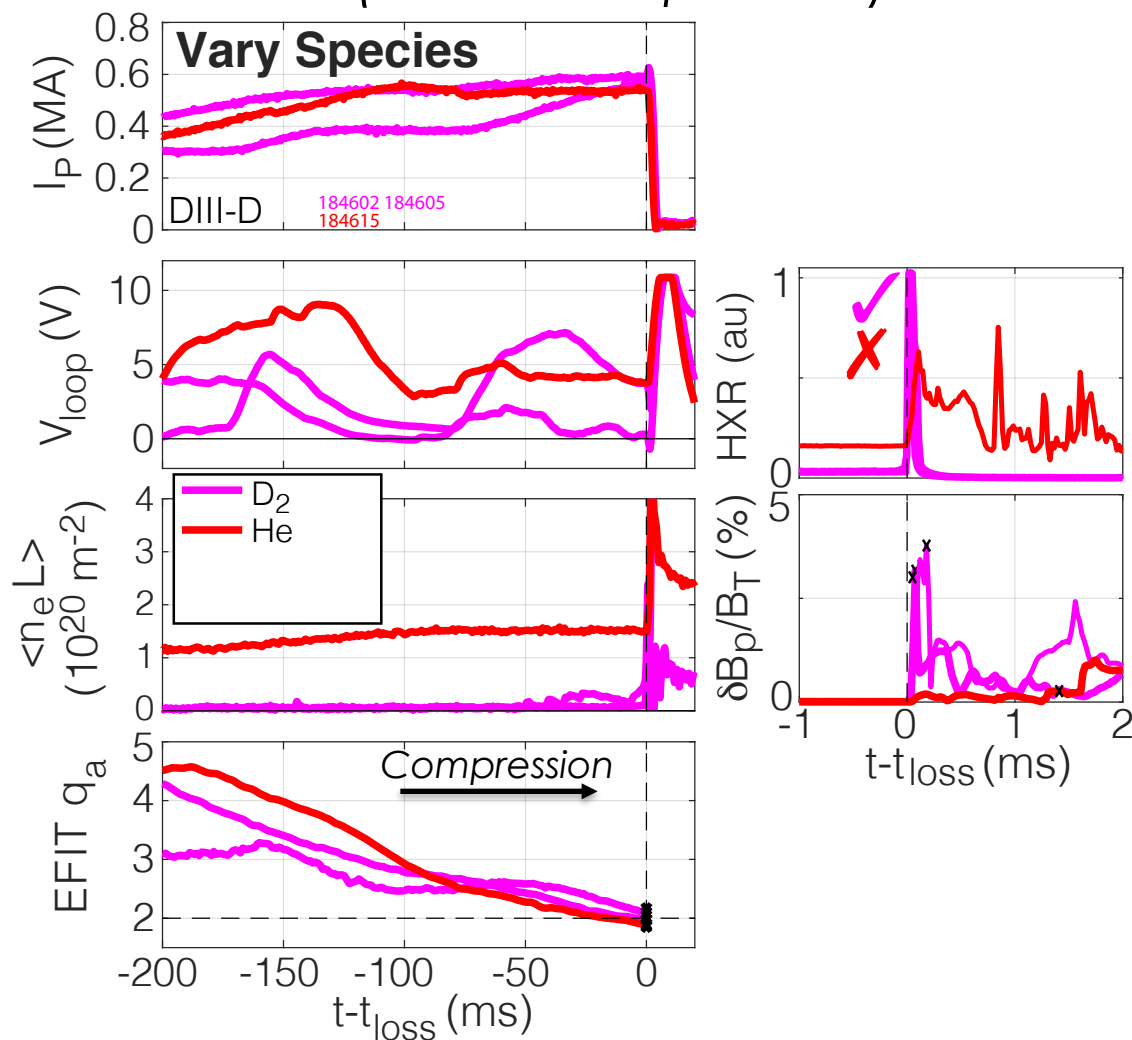 Vary Species
0.8
0.6
0.4
0.2
0
I_P (MA)
DIII-D
184602 184605
184615
10
5
0
V_loop (V)
D_2
He
4
3
2
1
0
<n_e L>
(10^20 m^-2)
5
4
3
2
EFIT q_a
Compression
-200 -150 -100 -50 0
t-t_loss (ms)
1
0
HXR (au)
5
0
δB_p/B_T (%)
-1 0 1 2
t-t_loss (ms)